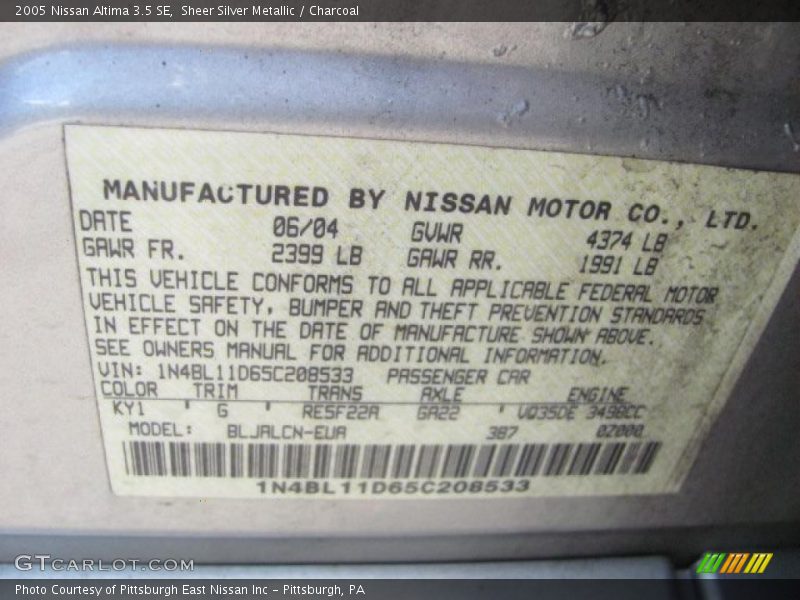 2005 Nissan Altima 3.5 SE, Sheer Silver Metallic / Charcoal
MANUFACTURED BY NISSAN MOTOR CO., LTD.
DATE 06/04 GVWR 4374 LB
GAWR FR. 2399 LB GAWR RR. 1991 LB
THIS VEHICLE CONFORMS TO ALL APPLICABLE FEDERAL MOTOR
VEHICLE SAFETY, BUMPER AND THEFT PREVENTION STANDARDS
IN EFFECT ON THE DATE OF MANUFACTURE SHOWN ABOVE.
SEE OWNERS MANUAL FOR ADDITIONAL INFORMATION.
VIN: 1N4BL11D65C208533 PASSENGER CAR
COLOR TRIM TRANS AXLE ENGINE
KY1 ' G ' RE5F22A GA22 ' VQ35DE 3498CC
MODEL: BLJALCN-EUA 387 0Z000
1N4BL11D65C208533
GTCARLOT.COM
Photo Courtesy of Pittsburgh East Nissan Inc - Pittsburgh, PA